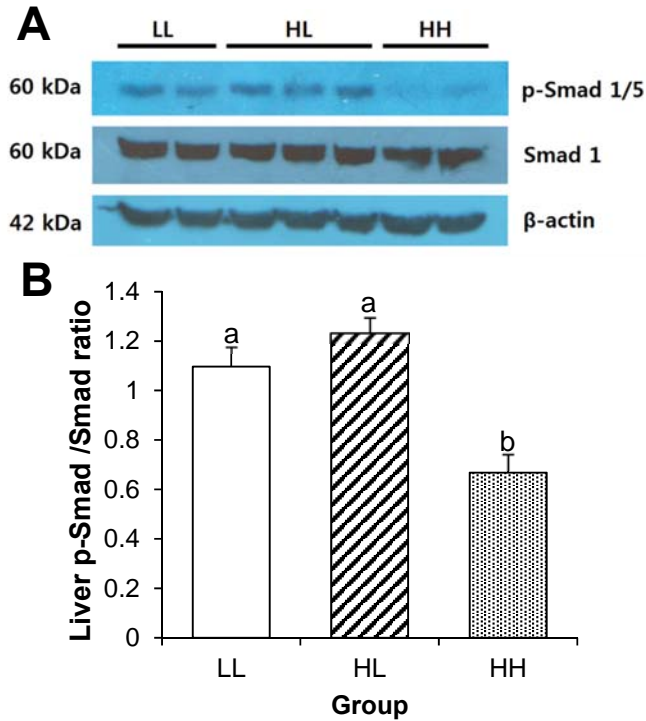 A
LL HL HH
60 kDa p-Smad 1/5
60 kDa Smad 1
42 kDa β-actin
B
Liver p-Smad /Smad ratio
1.4
1.2
1
0.8
0.6
0.4
0.2
0
a
a
b
LL HL HH
Group